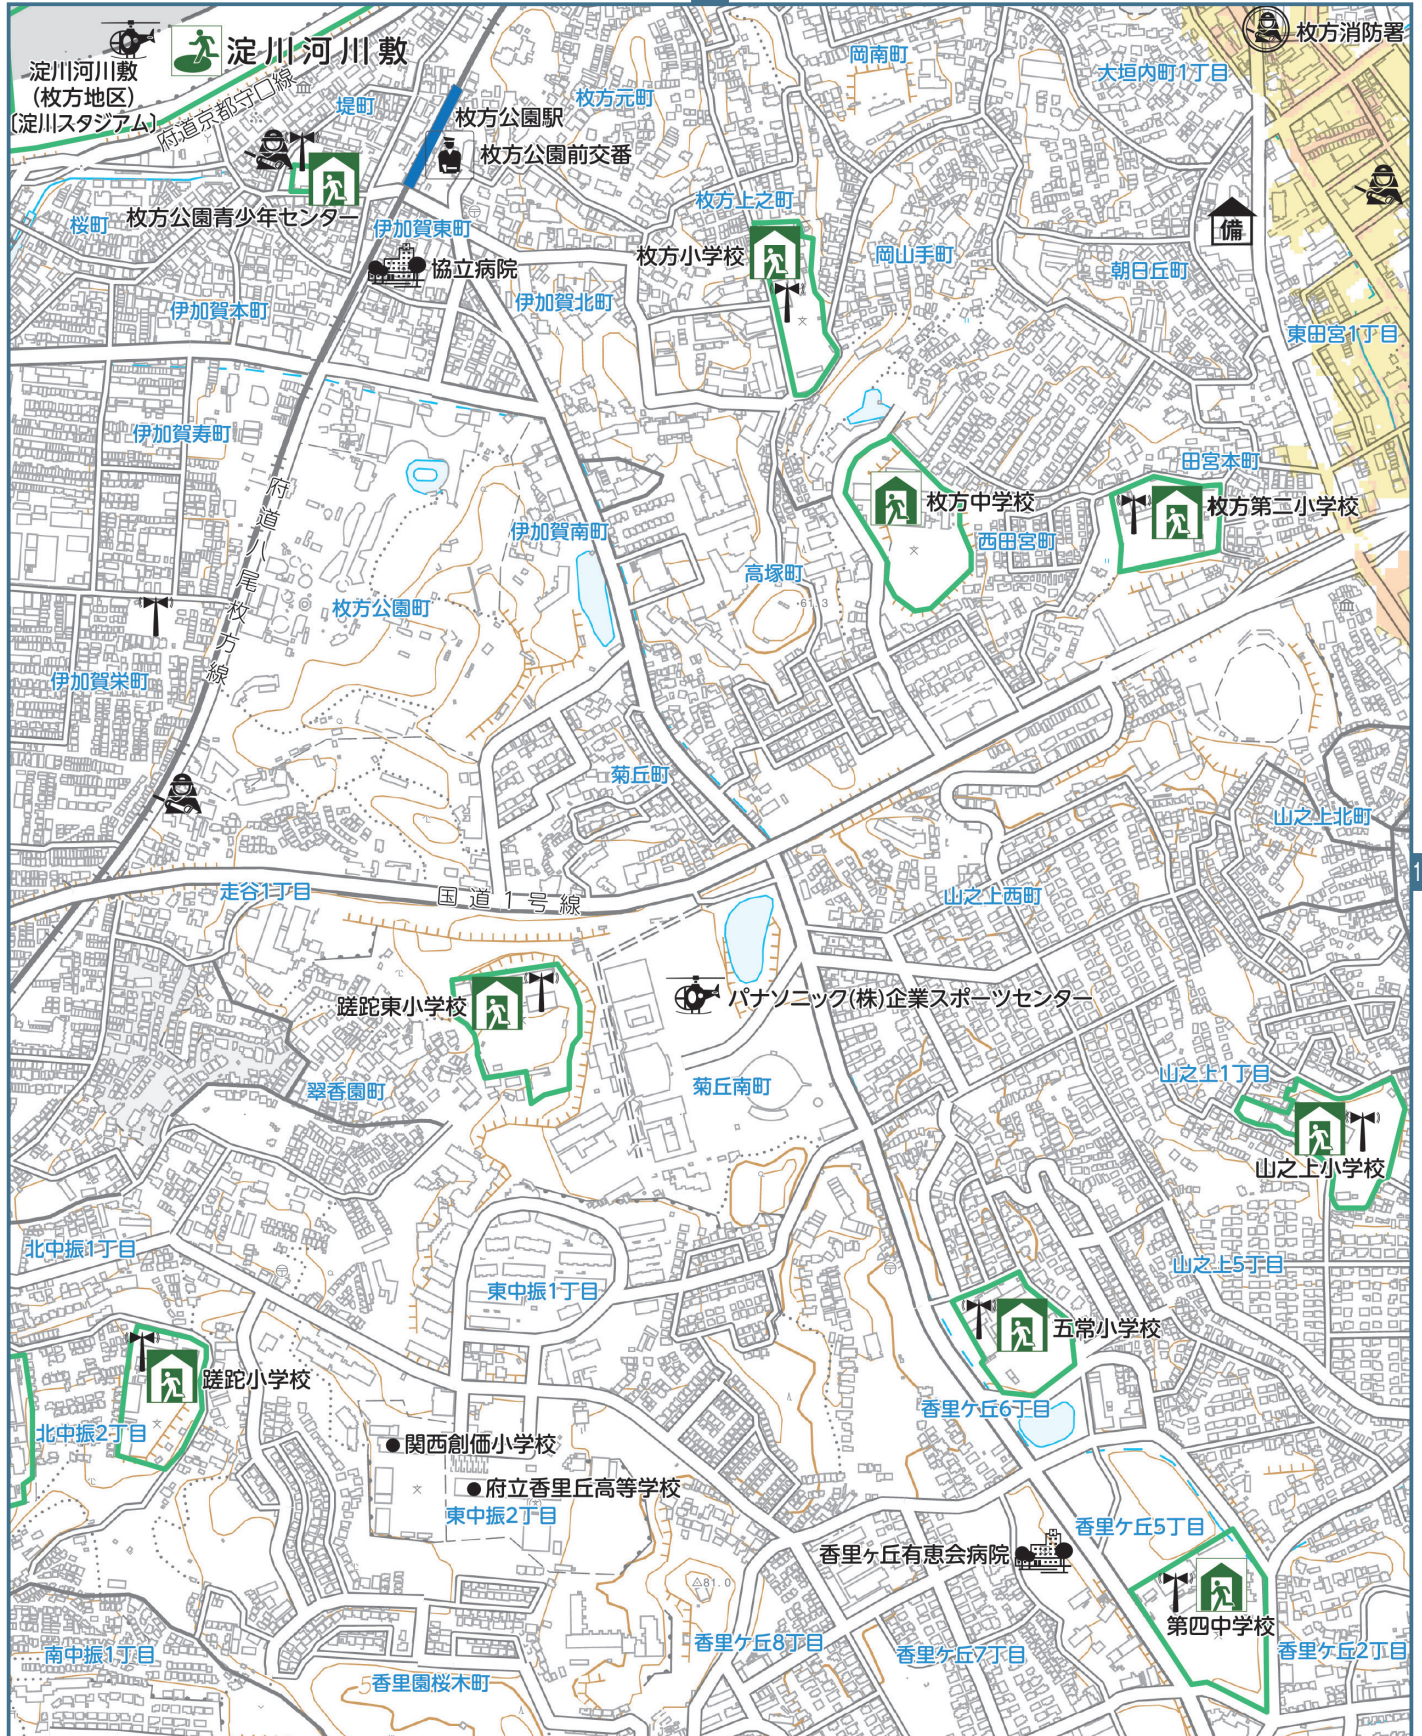 淀川河川敷
枚方消防署
岡南町
淀川河川敷
(枚方地区)
〔淀川スタジアム〕
大垣内町1丁目
府道京都守口線
堤町
枚方元町
枚方公園駅
枚方公園前交番
枚方上之町
桜町
枚方公園青少年センター
伊加賀東町
備
枚方小学校
岡山手町
協立病院
朝日丘町
伊加賀本町
伊加賀北町
東田宮1丁目
伊加賀寿町
田宮本町
枚方中学校
枚方第二小学校
府道八尾枚方線
伊加賀南町
西田宮町
高塚町
61.3
枚方公園町
伊加賀栄町
菊丘町
山之上北町
1
走谷1丁目
国道1号線
山之上西町
蹉跎東小学校
パナソニック(株)企業スポーツセンター
翠香園町
菊丘南町
山之上1丁目
山之上小学校
北中振1丁目
山之上5丁目
東中振1丁目
五常小学校
蹉跎小学校
香里ケ丘6丁目
北中振2丁目
関西創価小学校
府立香里丘高等学校
東中振2丁目
香里ケ丘5丁目
香里ヶ丘有恵会病院
81.0
第四中学校
南中振1丁目
香里ケ丘8丁目
香里ケ丘7丁目
香里ケ丘2丁目
香里園桜木町